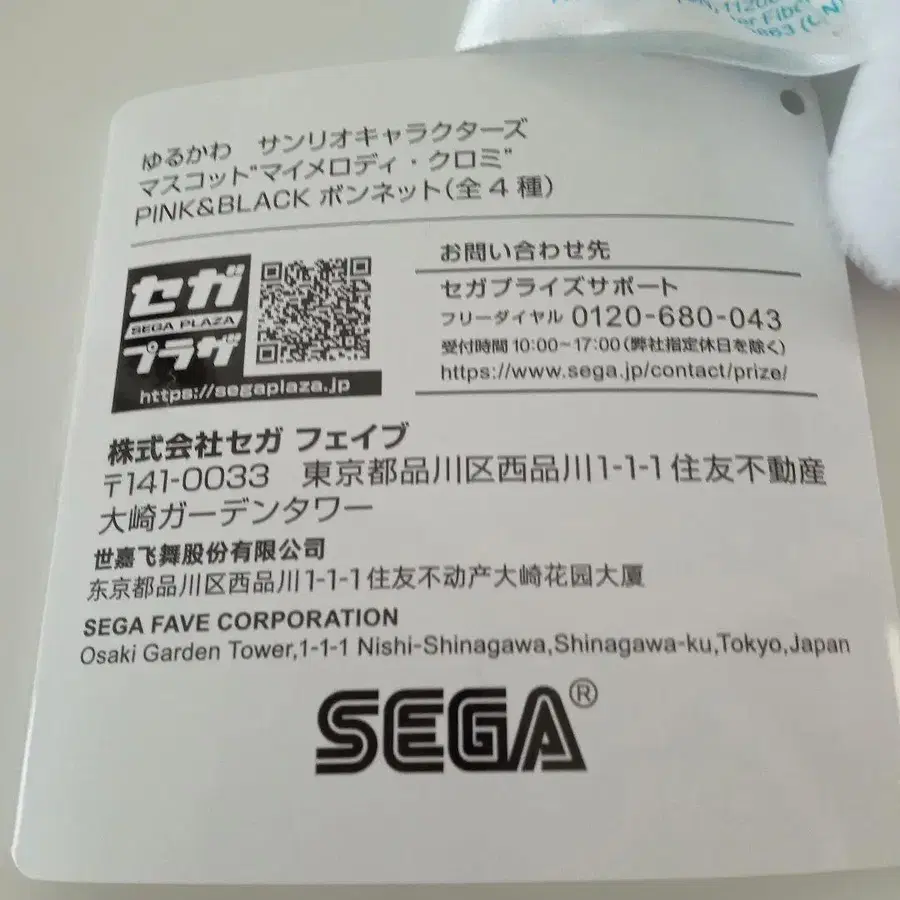 ゆるかわ　サンリオキャラクターズ
マスコット"マイメロディ・クロミ"
PINK&BLACK ボンネット(全4種)
セガ
SEGA PLAZA
プラザ
https://segaplaza.jp
お問い合わせ先
セガプライズサポート
フリーダイヤル 0120-680-043
受付時間 10:00~17:00(弊社指定休日を除く)
https://www.sega.jp/contact/prize/
株式会社セガ フェイブ
〒141-0033　東京都品川区西品川1-1-1住友不動産
大崎ガーデンタワー
世嘉飞舞股份有限公司
东京都品川区西品川1-1-1住友不动产大崎花园大厦
SEGA FAVE CORPORATION
Osaki Garden Tower,1-1-1 Nishi-Shinagawa,Shinagawa-ku,Tokyo,Japan
SEGA®